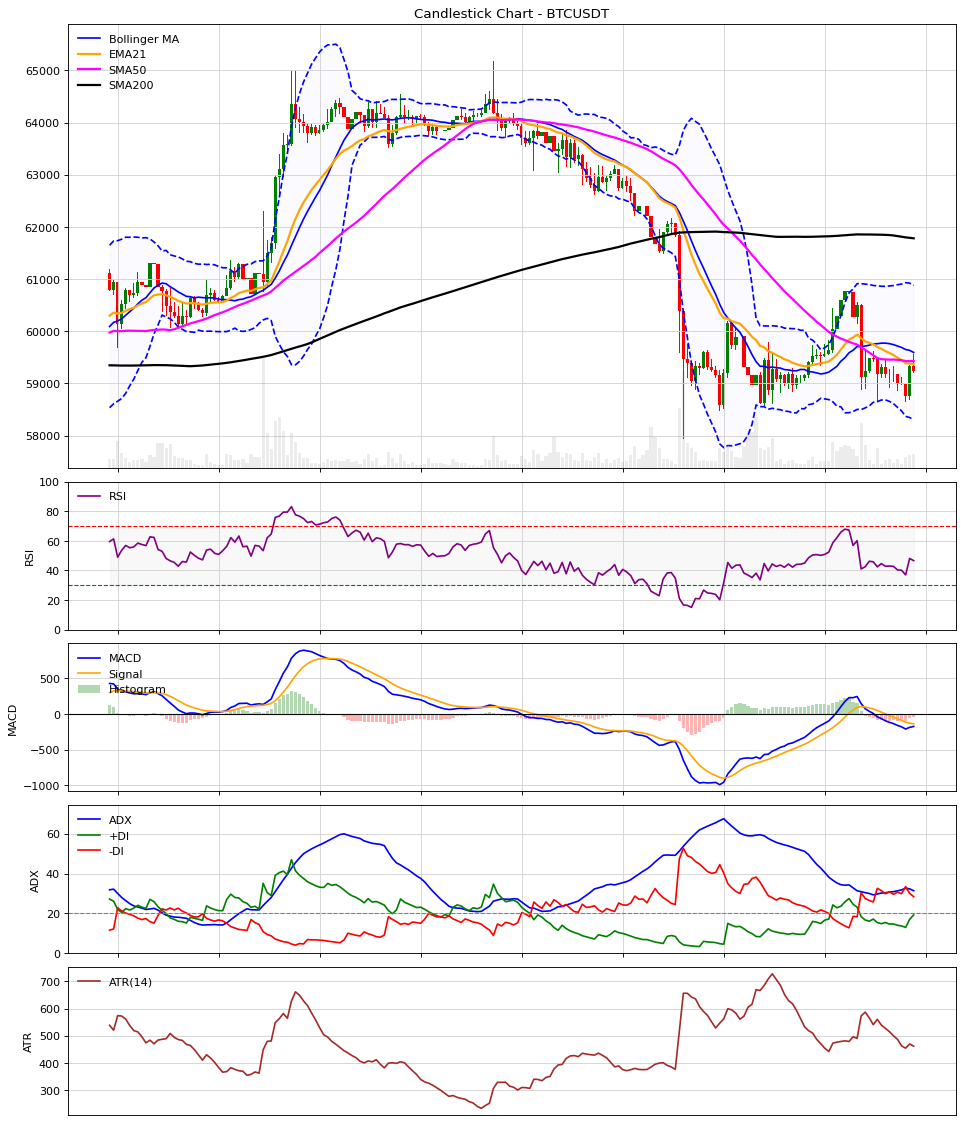 Candlestick Chart - BTCUSDT
Bollinger MA
EMA21
SMA50
SMA200
65000
64000
63000
62000
61000
60000
59000
58000
RSI
RSI
100
80
60
40
20
0
MACD
Signal
Histogram
MACD
500
0
−500
−1000
ADX
+DI
-DI
ADX
60
40
20
0
ATR(14)
ATR
700
600
500
400
300